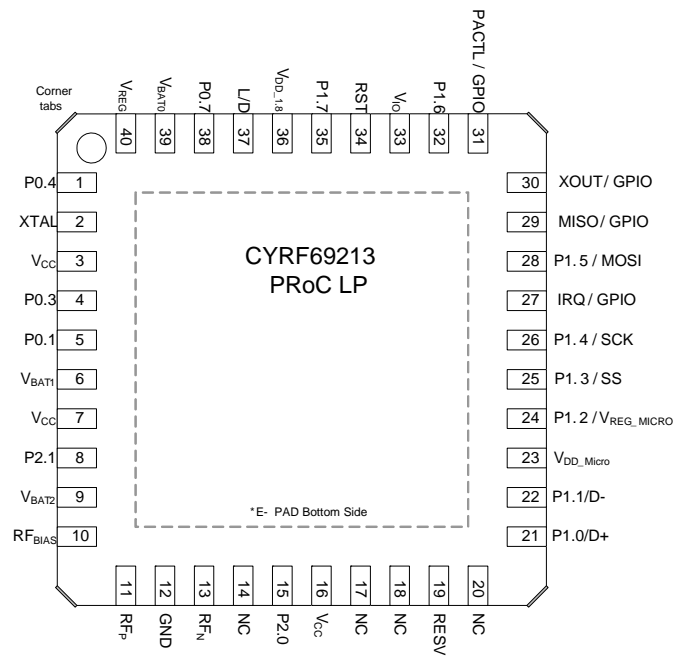 PACTL / GPIO
Corner
tabs
VREG
VBAT0
P0.7
L/D
VDD_1.8
P1.7
RST
VIO
P1.6
40
39
38
37
36
35
34
33
32
31
P0.4 1
XTAL 2
VCC 3
P0.3 4
P0.1 5
VBAT1 6
VCC 7
P2.1 8
VBAT2 9
RFBIAS 10
CYRF69213
PRoC LP
*E- PAD Bottom Side
30 XOUT/ GPIO
29 MISO/ GPIO
28 P1.5 / MOSI
27 IRQ / GPIO
26 P1.4 / SCK
25 P1.3 / SS
24 P1.2 / VREG_MICRO
23 VDD_Micro
22 P1.1/D-
21 P1.0/D+
11
12
13
14
15
16
17
18
19
20
RFP
GND
RFN
NC
P2.0
VCC
NC
NC
RESV
NC